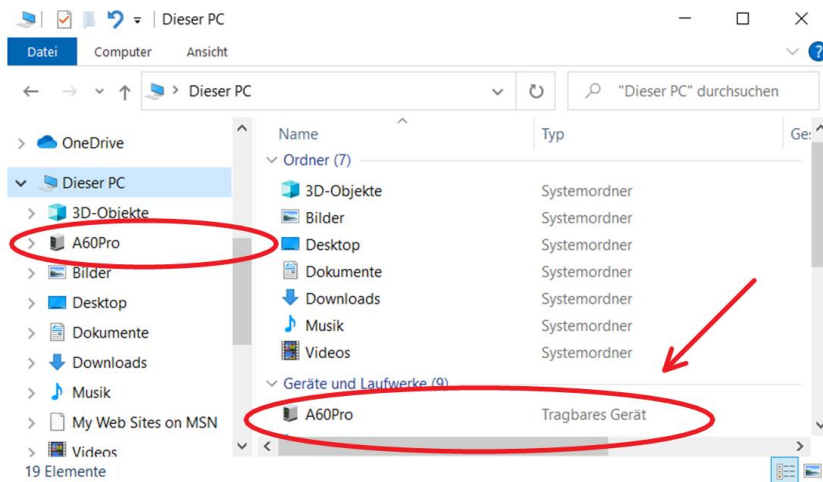 Dieser PC
Datei Computer Ansicht ?
Dieser PC "Dieser PC" durchsuchen
OneDrive
Dieser PC
3D-Objekte
A60Pro
Bilder
Desktop
Dokumente
Downloads
Musik
My Web Sites on MSN
Videos
Name Typ
Ordner (7)
3D-Objekte Systemordner
Bilder Systemordner
Desktop Systemordner
Dokumente Systemordner
Downloads Systemordner
Musik Systemordner
Videos Systemordner
Geräte und Laufwerke (9)
A60Pro Tragbares Gerät
19 Elemente